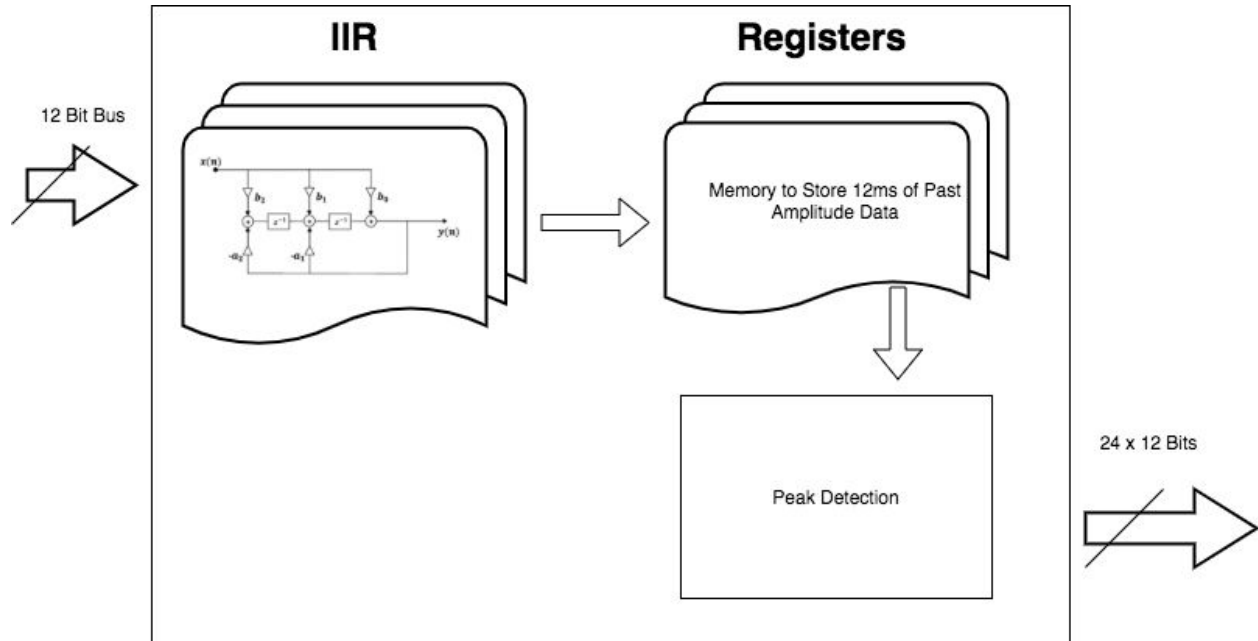 IIR
Registers
12 Bit Bus
x(n)
b₂
b₁
b₀
z⁻¹
z⁻¹
y(n)
-a₂
-a₁
Memory to Store 12ms of Past
Amplitude Data
Peak Detection
24 x 12 Bits